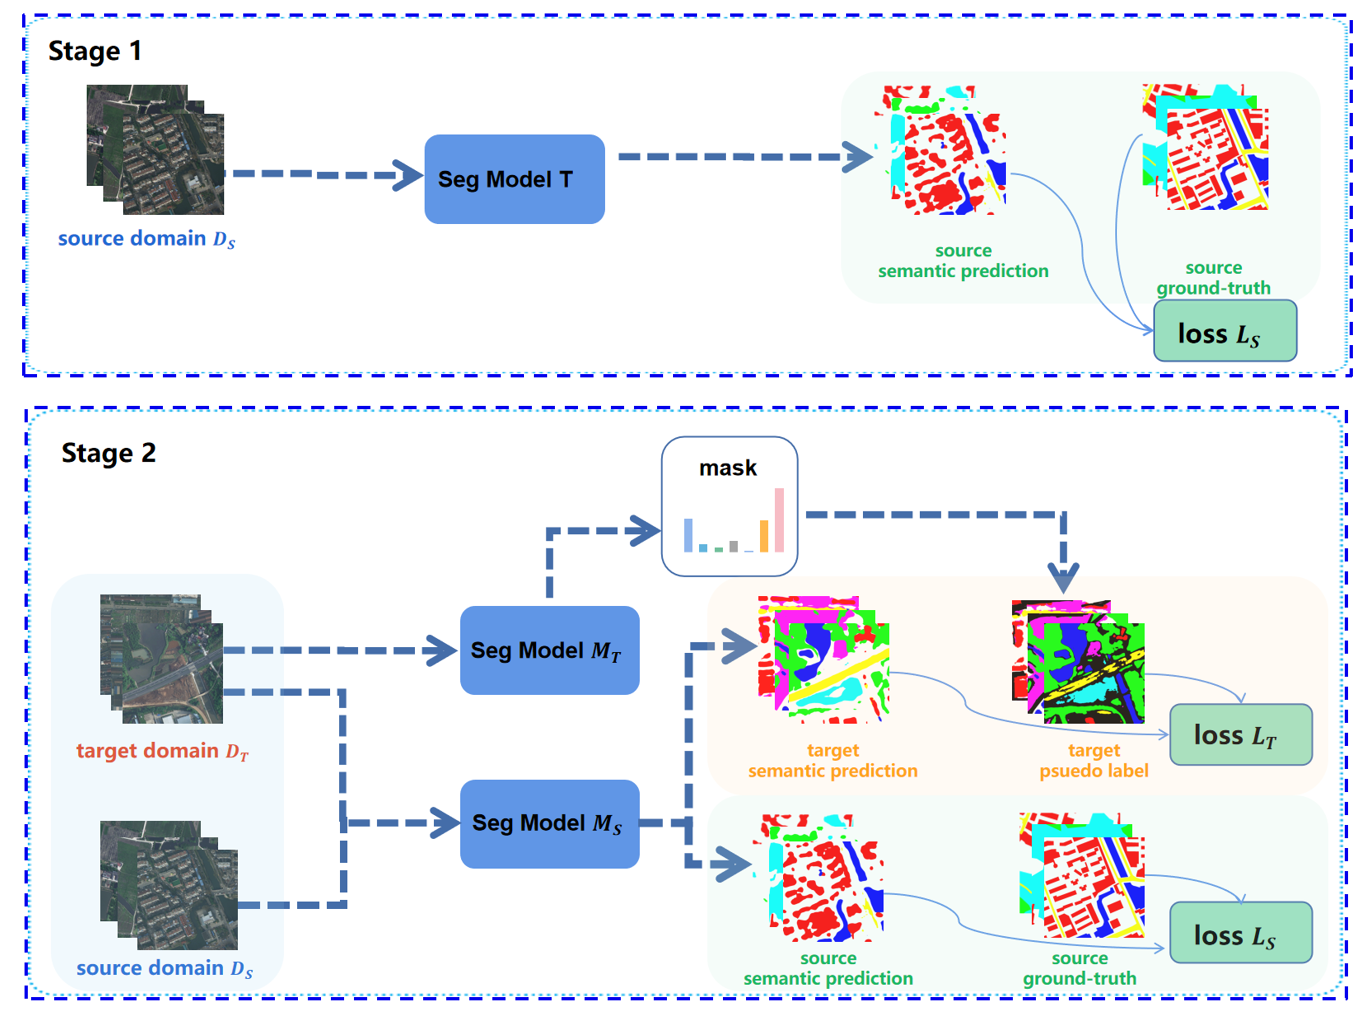 Stage 1
source domain D_S
Seg Model T
source
semantic prediction
source
ground-truth
loss L_S
Stage 2
mask
target domain D_T
Seg Model M_T
target
semantic prediction
target
psuedo label
loss L_T
source domain D_S
Seg Model M_S
source
semantic prediction
source
ground-truth
loss L_S